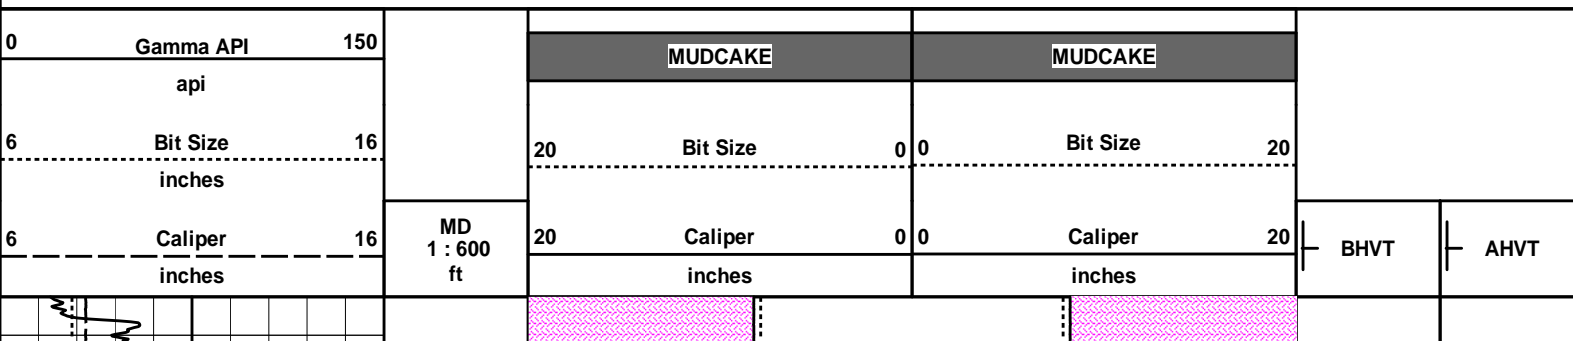 0 Gamma API 150
api
6 Bit Size 16
inches
6 Caliper 16
inches
MD
1 : 600
ft
MUDCAKE
20 Bit Size 0
20 Caliper 0
inches
MUDCAKE
0 Bit Size 20
0 Caliper 20
inches
BHVT
AHVT